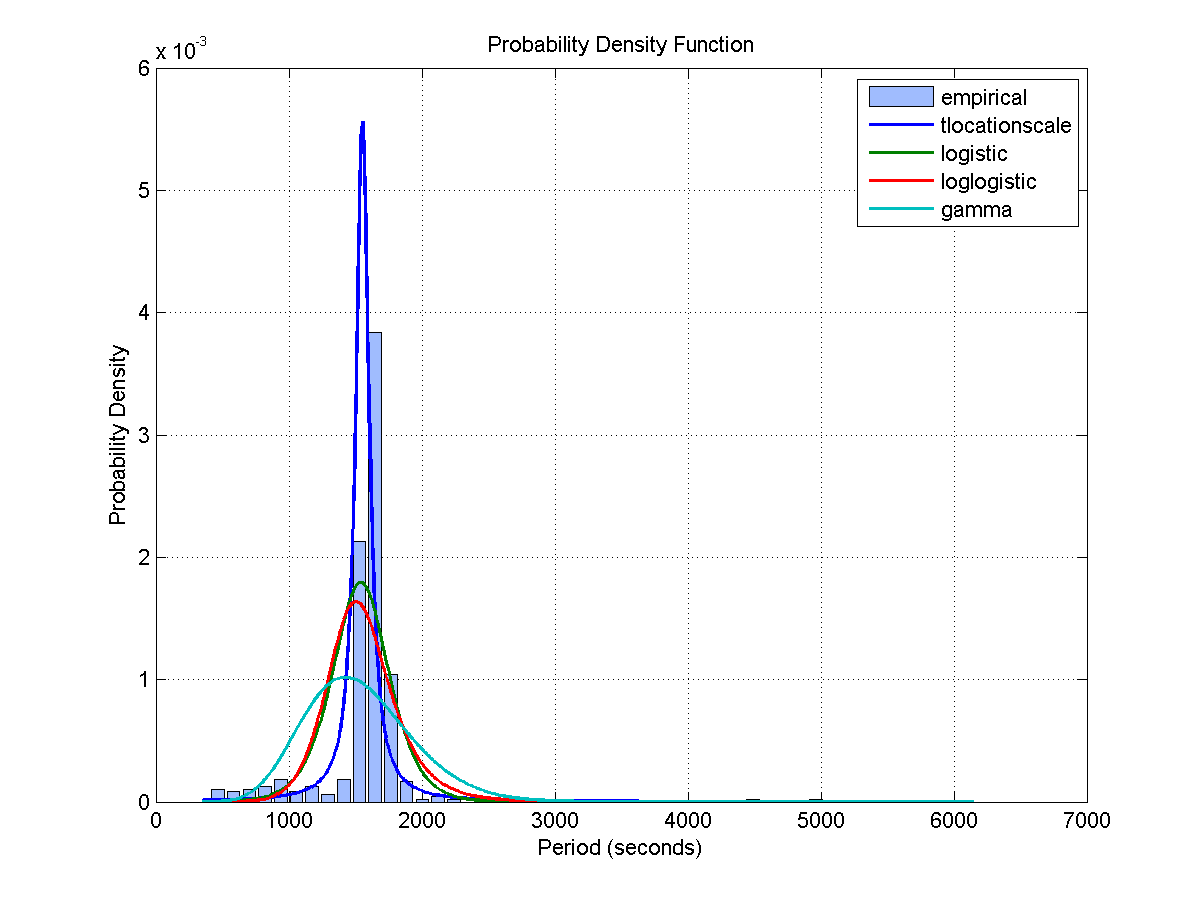 Probability Density Function
x 10-3
6
5
4
3
2
1
0
0 1000 2000 3000 4000 5000 6000 7000
Probability Density
Period (seconds)
empirical
tlocationscale
logistic
loglogistic
gamma